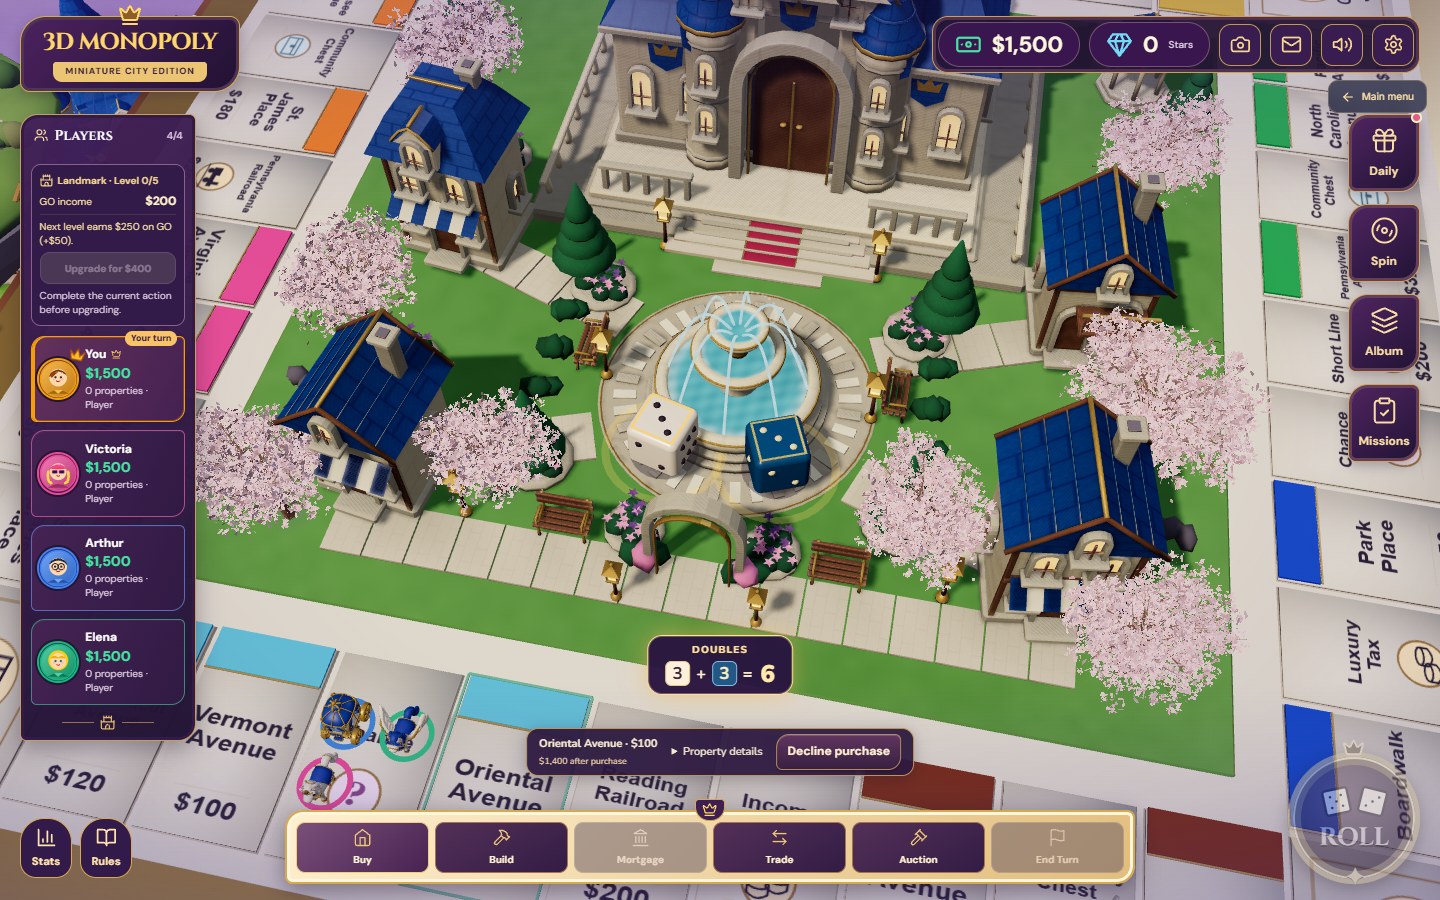 3D MONOPOLY
MINIATURE CITY EDITION
$1,500
0 Stars
Main menu
PLAYERS 4/4
Landmark · Level 0/5
GO income $200
Next level earns $250 on GO
(+$50).
Upgrade for $400
Complete the current action
before upgrading.
Your turn
You
$1,500
0 properties ·
Player
Victoria
$1,500
0 properties ·
Player
Arthur
$1,500
0 properties ·
Player
Elena
$1,500
0 properties ·
Player
Daily
Spin
Album
Missions
Community
Chest
St.
James
Place
$180
Pennsylvania
Railroad
North
Community
Chest
Pennsylvania
Short Line
$200
Chance
Park
Place
Luxury
Tax
Boardwalk
DOUBLES
3 + 3 = 6
Oriental Avenue · $100
$1,400 after purchase
Property details
Decline purchase
Vermont
Avenue
$120
$100
?
Oriental
Avenue
Reading
Railroad
$200
Avenue
Chest
Buy
Build
Mortgage
Trade
Auction
End Turn
Stats
Rules
ROLL